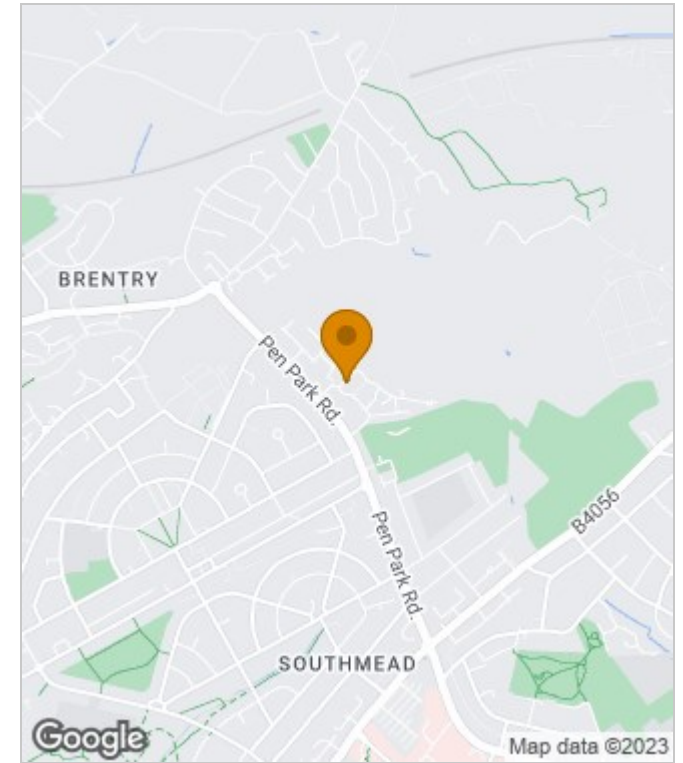 BRENTRY
Pen Park Rd.
B4056
Pen Park Rd.
SOUTHMEAD
Google
Map data ©2023